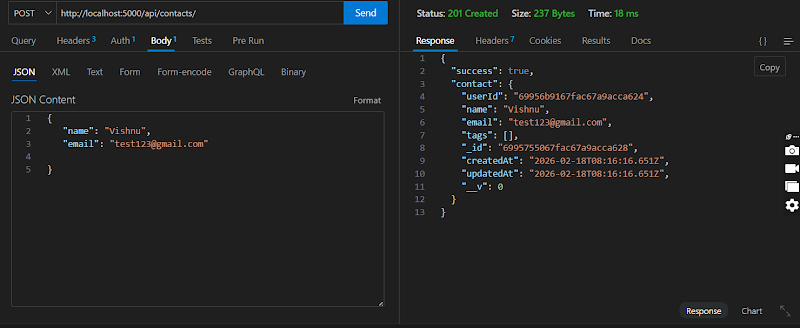 POST http://localhost:5000/api/contacts/ Send
Query Headers 3 Auth 1 Body 1 Tests Pre Run
JSON XML Text Form Form-encode GraphQL Binary
JSON Content Format
1 {
2 "name": "Vishnu",
3 "email": "test123@gmail.com"
4
5 }
Status: 201 Created Size: 237 Bytes Time: 18 ms
Response Headers 7 Cookies Results Docs {}
Copy
1 {
2 "success": true,
3 "contact": {
4 "userId": "69956b9167fac67a9acca624",
5 "name": "Vishnu",
6 "email": "test123@gmail.com",
7 "tags": [],
8 "_id": "6995755067fac67a9acca628",
9 "createdAt": "2026-02-18T08:16:16.651Z",
10 "updatedAt": "2026-02-18T08:16:16.651Z",
11 "__v": 0
12 }
13 }
Response Chart